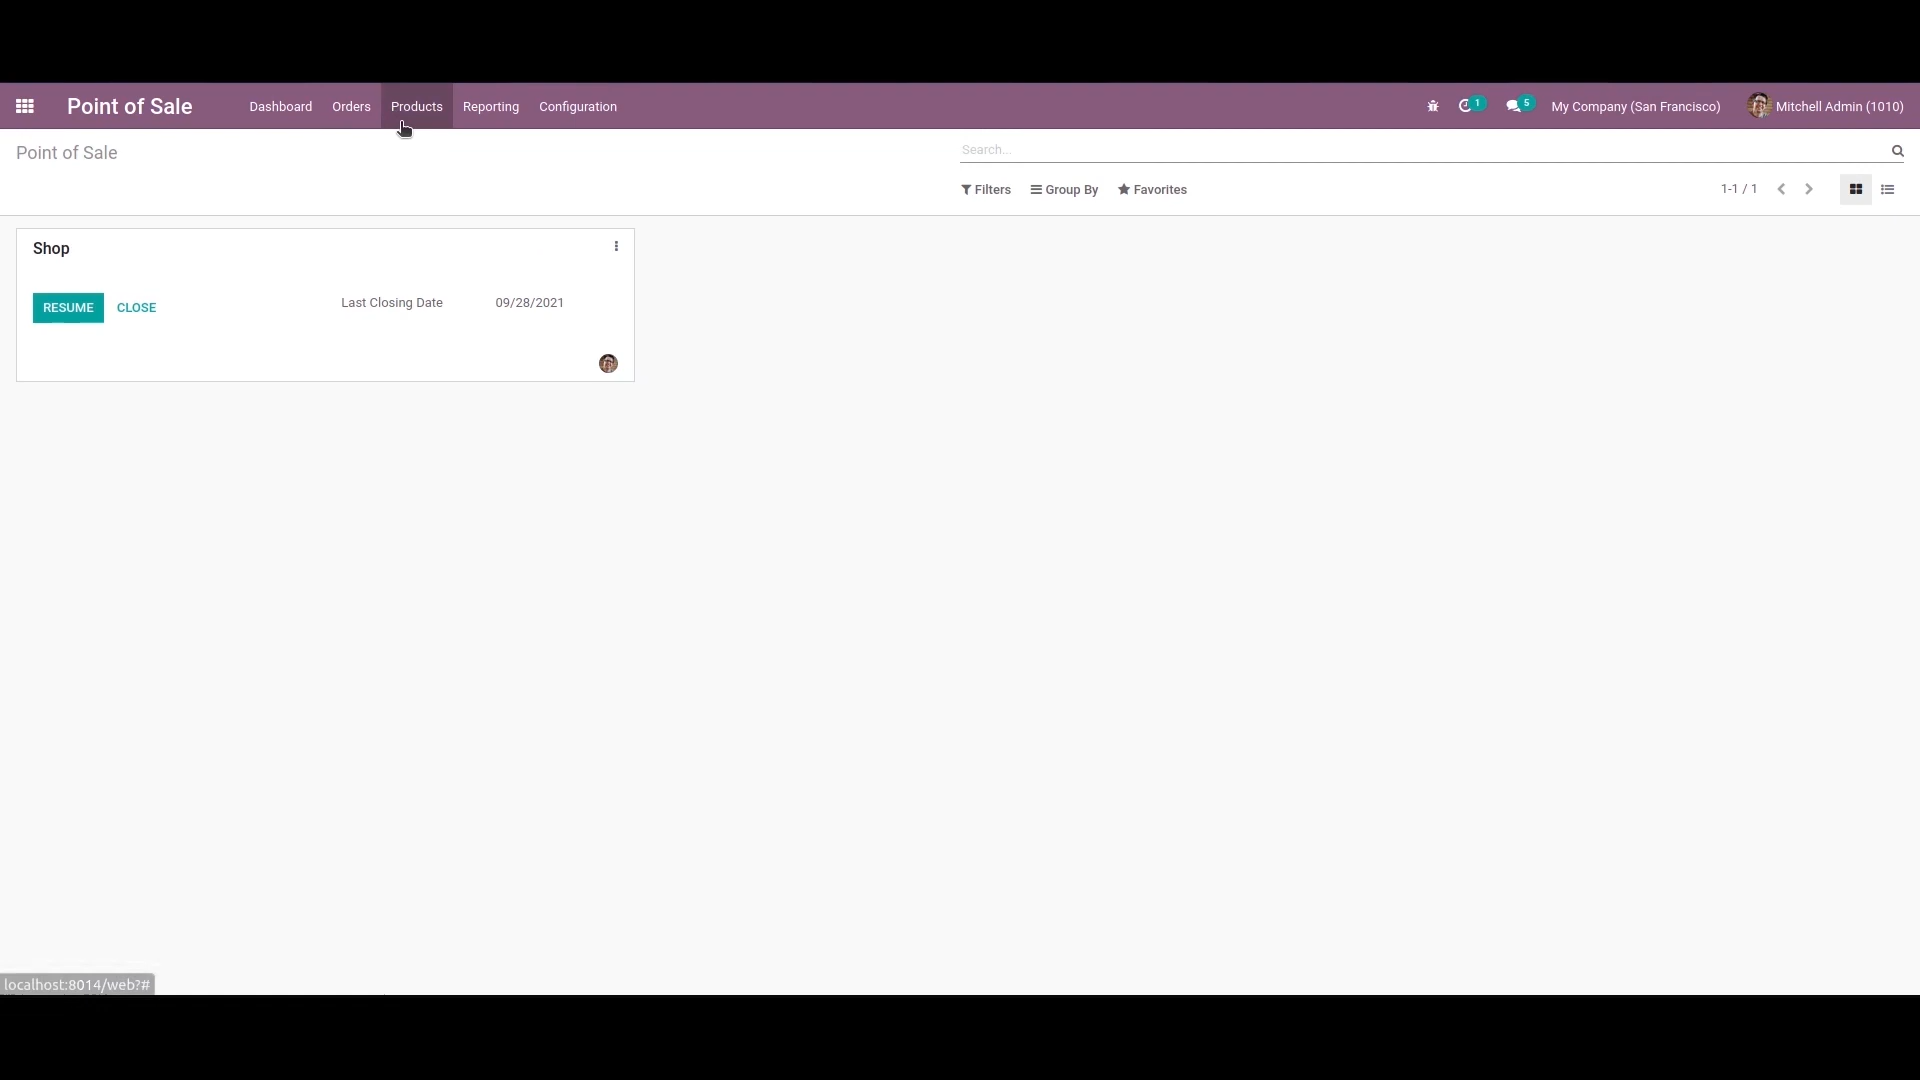 Point of Sale Dashboard Orders Products Reporting Configuration 1 5 My Company (San Francisco) Mitchell Admin (1010)
Point of Sale Search...
Filters Group By Favorites 1-1 / 1
Shop
RESUME CLOSE Last Closing Date 09/28/2021
localhost:8014/web?#